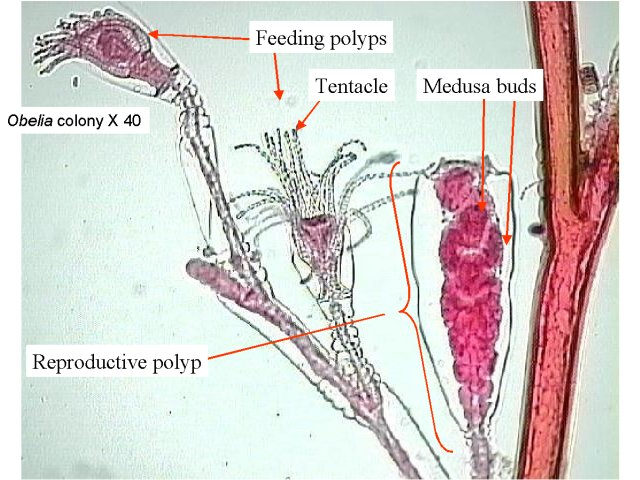 Feeding polyps
Tentacle
Medusa buds
Obelia colony X 40
Reproductive polyp